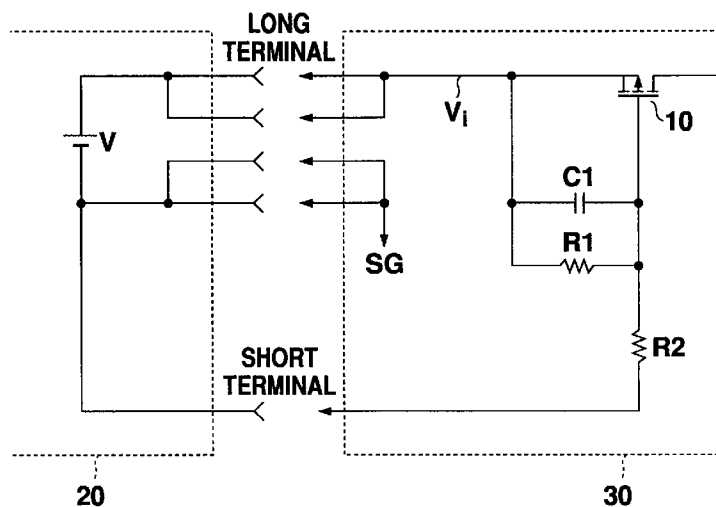 LONG
TERMINAL
V
Vi
10
C1
SG
R1
R2
SHORT
TERMINAL
20
30